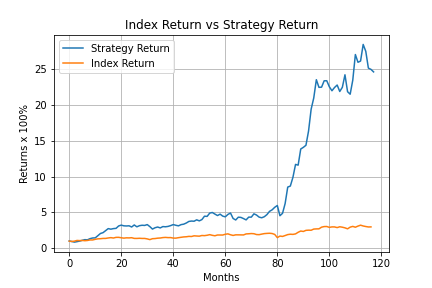 Index Return vs Strategy Return
Strategy Return
Index Return
Returns x 100%
25
20
15
10
5
0
0 20 40 60 80 100 120
Months